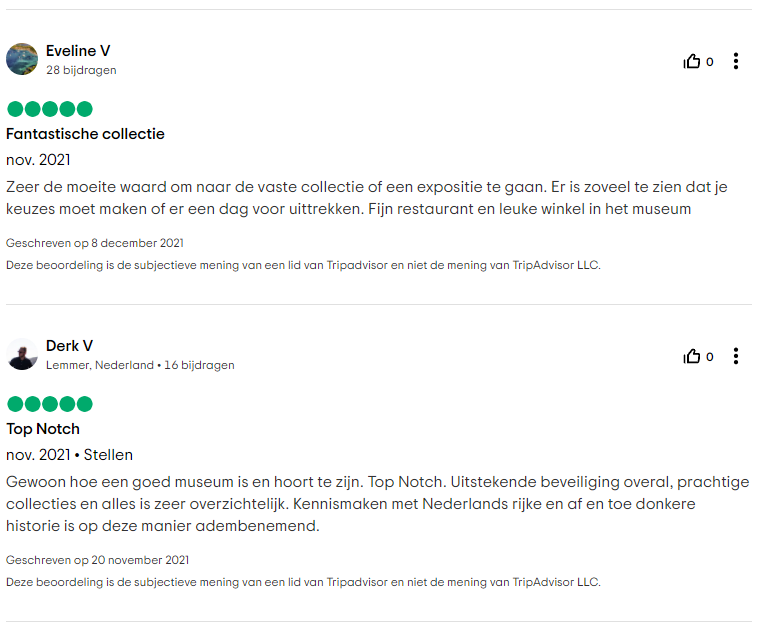 Eveline V
28 bijdragen
0
Fantastische collectie
nov. 2021
Zeer de moeite waard om naar de vaste collectie of een expositie te gaan. Er is zoveel te zien dat je
keuzes moet maken of er een dag voor uittrekken. Fijn restaurant en leuke winkel in het museum
Geschreven op 8 december 2021
Deze beoordeling is de subjectieve mening van een lid van Tripadvisor en niet de mening van TripAdvisor LLC.
Derk V
Lemmer, Nederland • 16 bijdragen
0
Top Notch
nov. 2021 • Stellen
Gewoon hoe een goed museum is en hoort te zijn. Top Notch. Uitstekende beveiliging overal, prachtige
collecties en alles is zeer overzichtelijk. Kennismaken met Nederlands rijke en af en toe donkere
historie is op deze manier adembenemend.
Geschreven op 20 november 2021
Deze beoordeling is de subjectieve mening van een lid van Tripadvisor en niet de mening van TripAdvisor LLC.